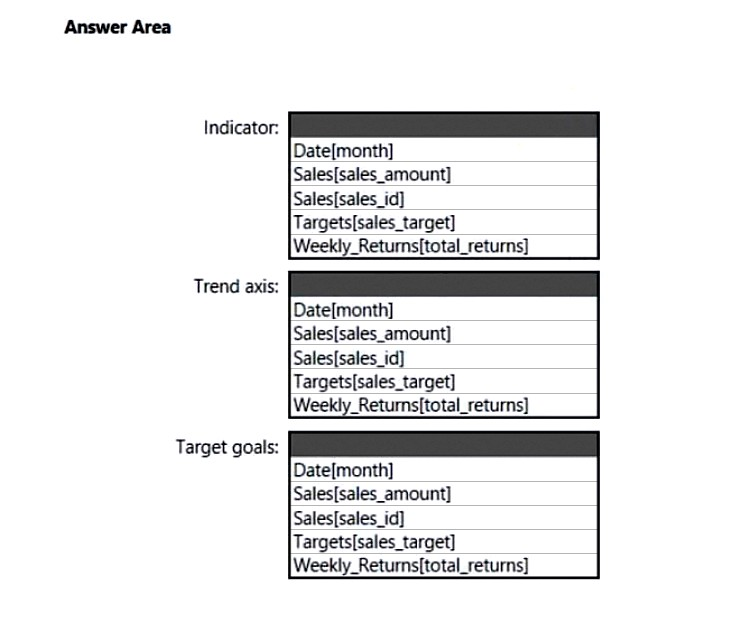 Answer Area
Indicator:
Date[month]
Sales[sales_amount]
Sales[sales_id]
Targets[sales_target]
Weekly_Returns[total_returns]
Trend axis:
Date[month]
Sales[sales_amount]
Sales[sales_id]
Targets[sales_target]
Weekly_Returns[total_returns]
Target goals:
Date[month]
Sales[sales_amount]
Sales[sales_id]
Targets[sales_target]
Weekly_Returns[total_returns]